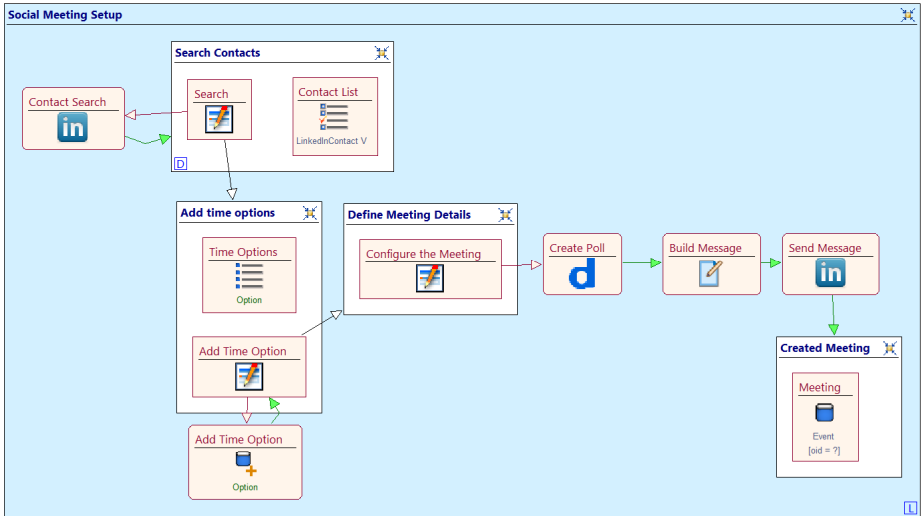 Social Meeting Setup
Search Contacts
Contact Search
in
Search
Contact List
LinkedInContact V
D
Add time options
Time Options
Option
Add Time Option
Add Time Option
Option
Define Meeting Details
Configure the Meeting
Create Poll
d
Build Message
Send Message
in
Created Meeting
Meeting
Event
[oid = ?]
L